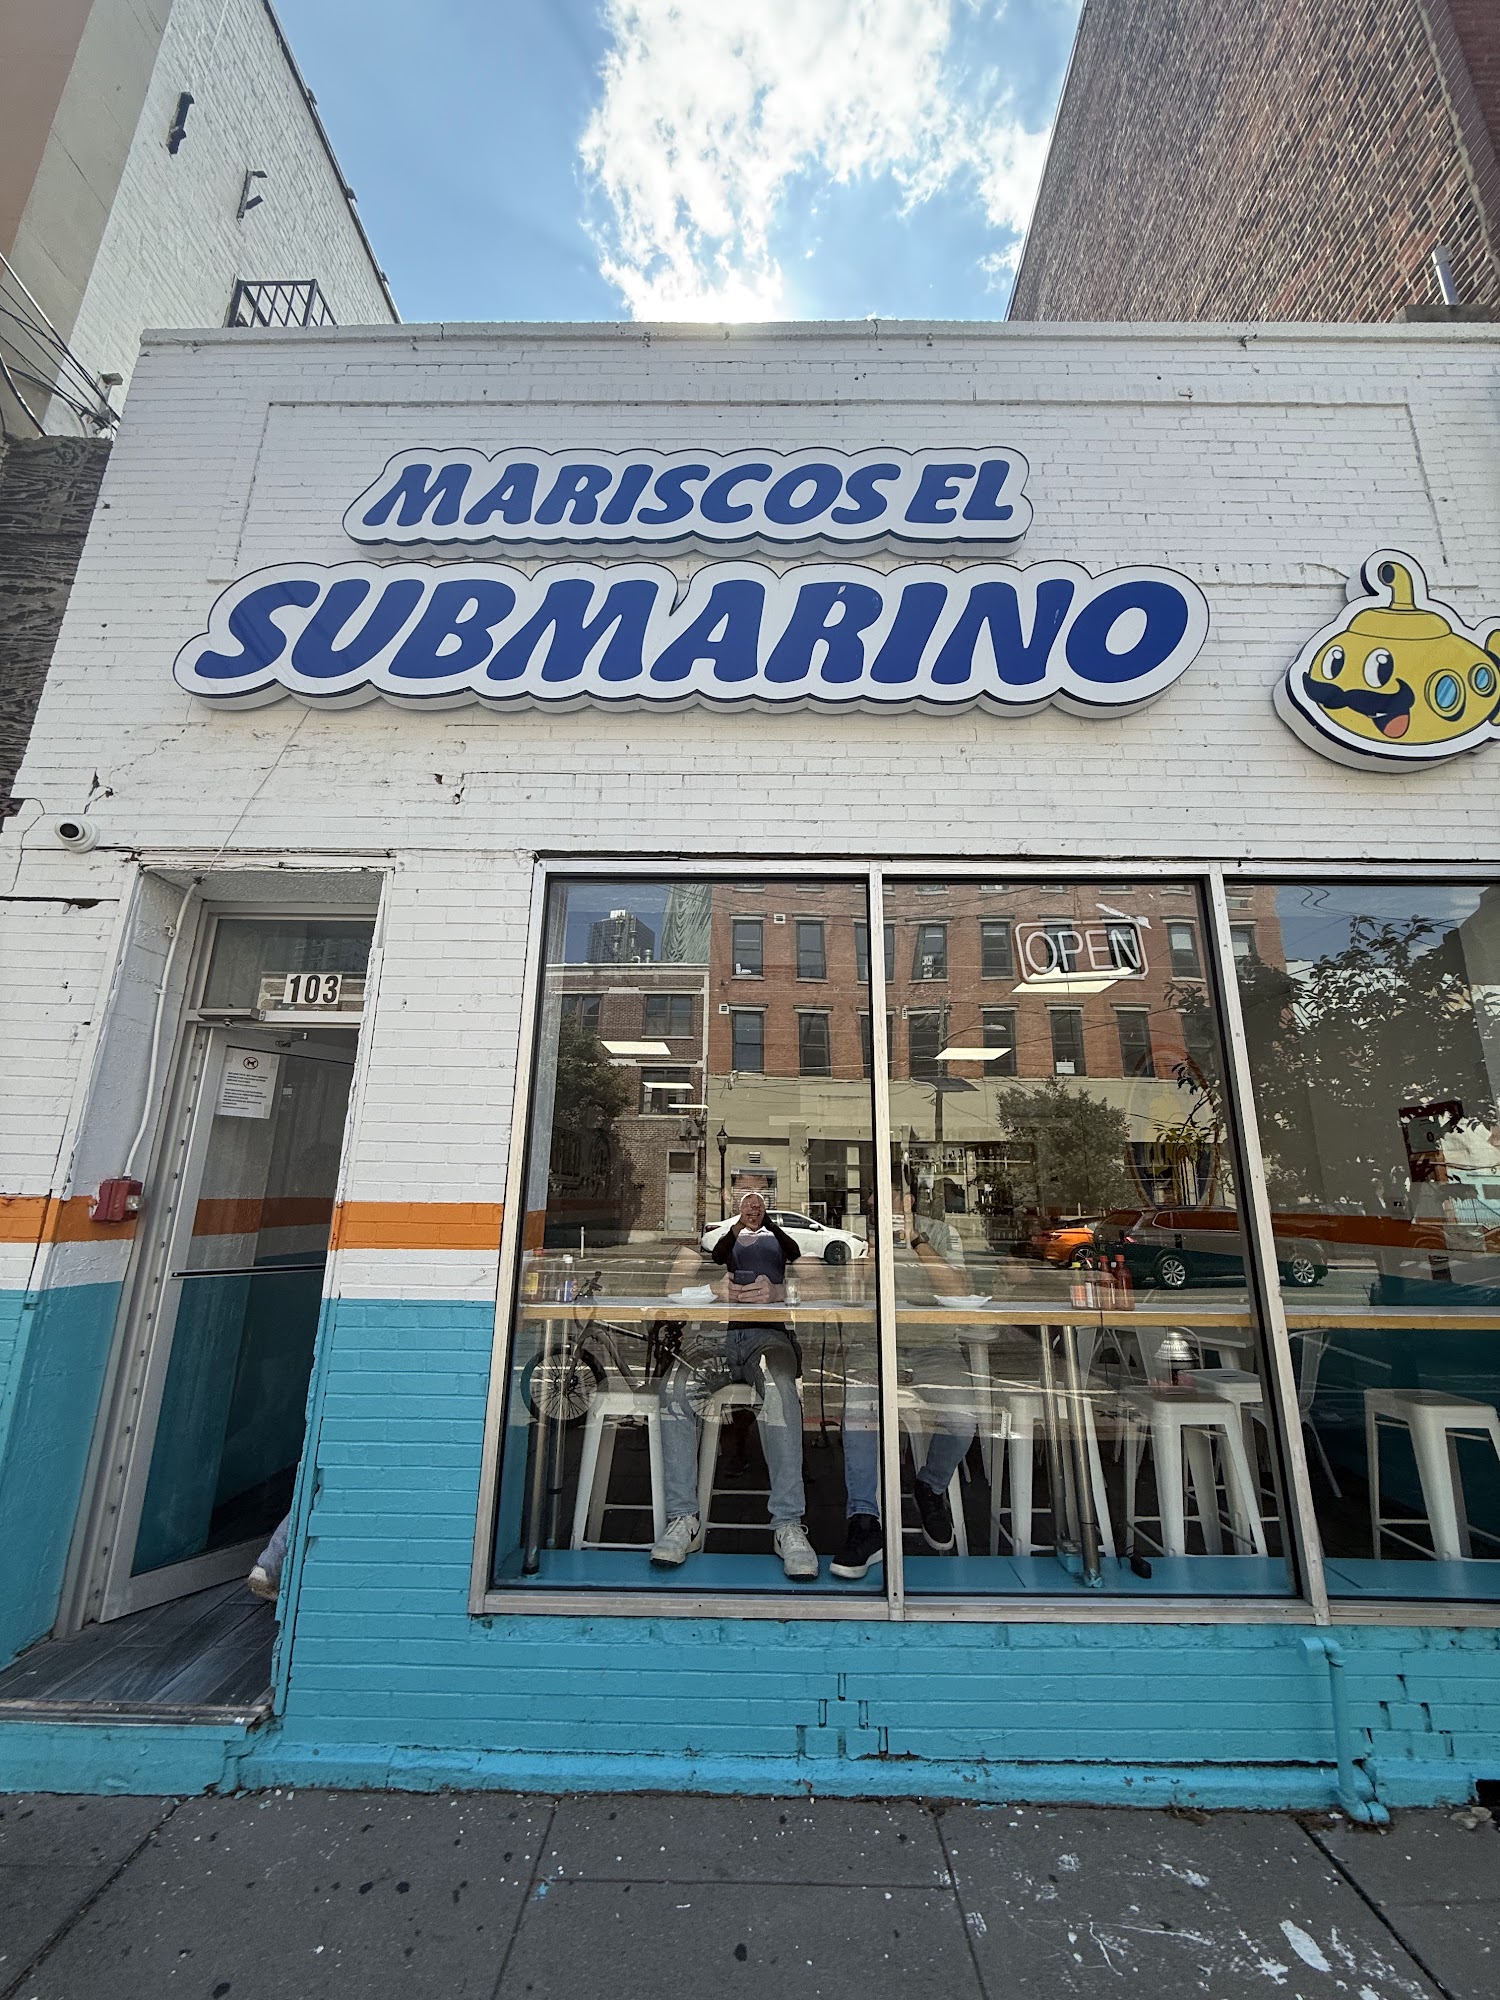 MARISCOS EL
SUBMARINO
OPEN
103